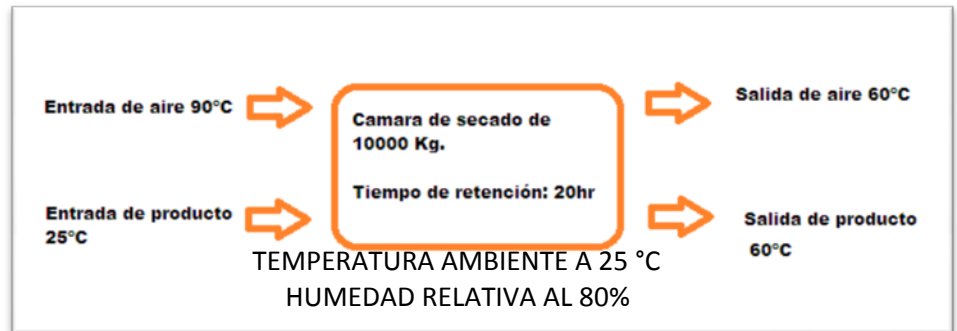 Entrada de aire 90°C
Salida de aire 60°C
Camara de secado de
10000 Kg.
Tiempo de retención: 20hr
Entrada de producto
25°C
Salida de producto
60°C
TEMPERATURA AMBIENTE A 25 °C
HUMEDAD RELATIVA AL 80%